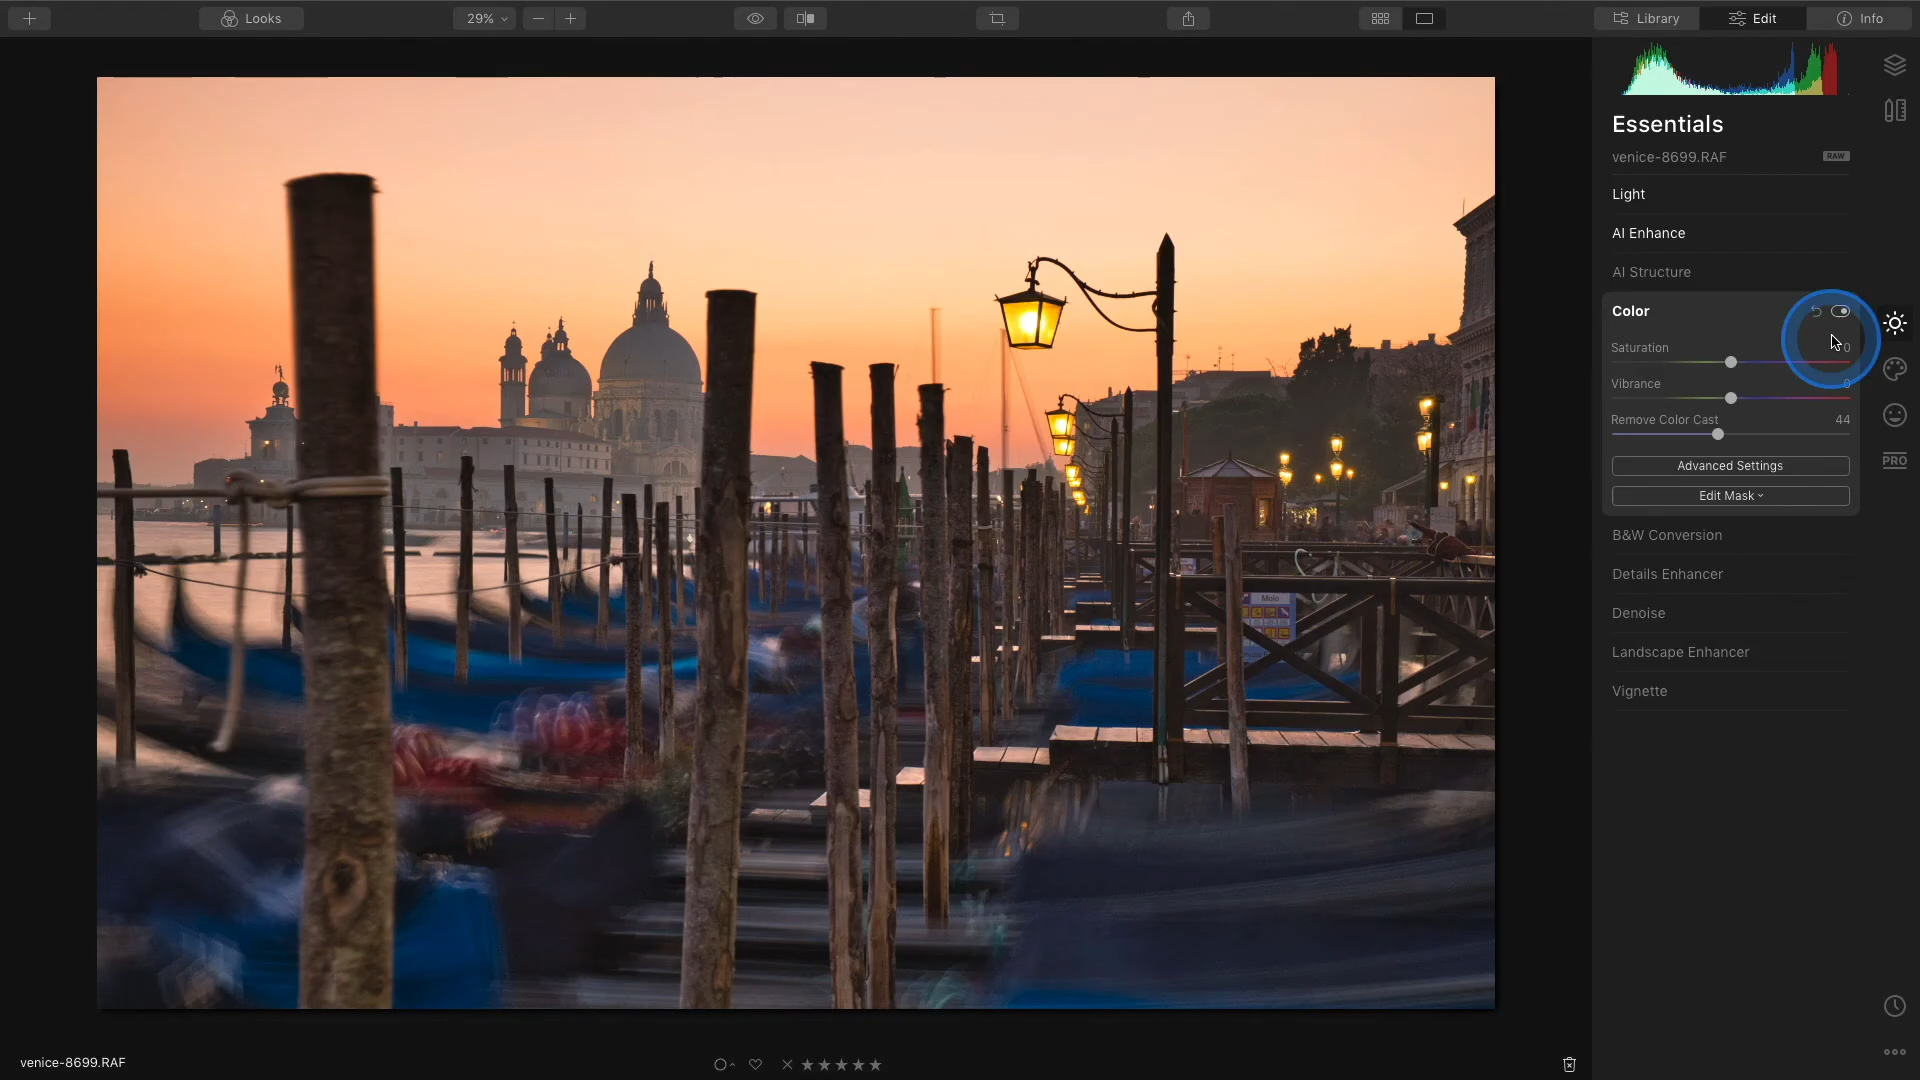 Looks
29%
Library
Edit
Info
Essentials
venice-8699.RAF
RAW
Light
AI Enhance
AI Structure
Color
Saturation
0
Vibrance
0
Remove Color Cast
44
Advanced Settings
Edit Mask
B&W Conversion
Details Enhancer
Denoise
Landscape Enhancer
Vignette
PRO
Molo
venice-8699.RAF